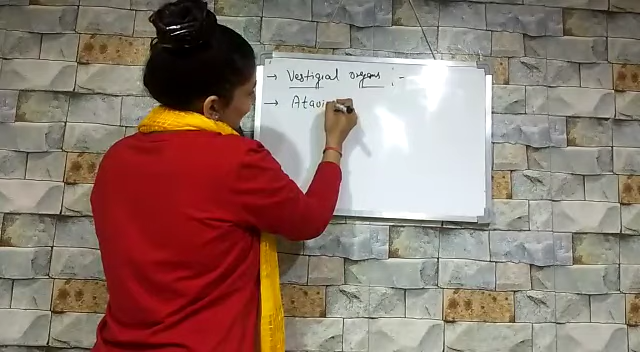 → Vestigial organs :-
→ Atavi